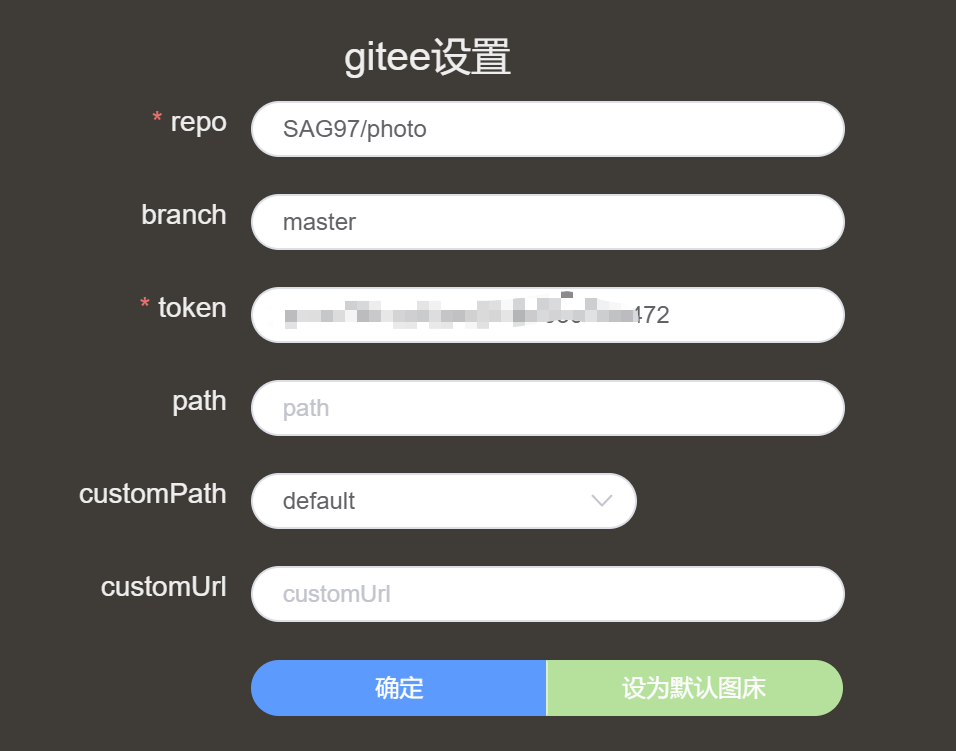 gitee设置
* repo
SAG97/photo
branch
master
* token
472
path
path
customPath
default
customUrl
customUrl
确定
设为默认图床